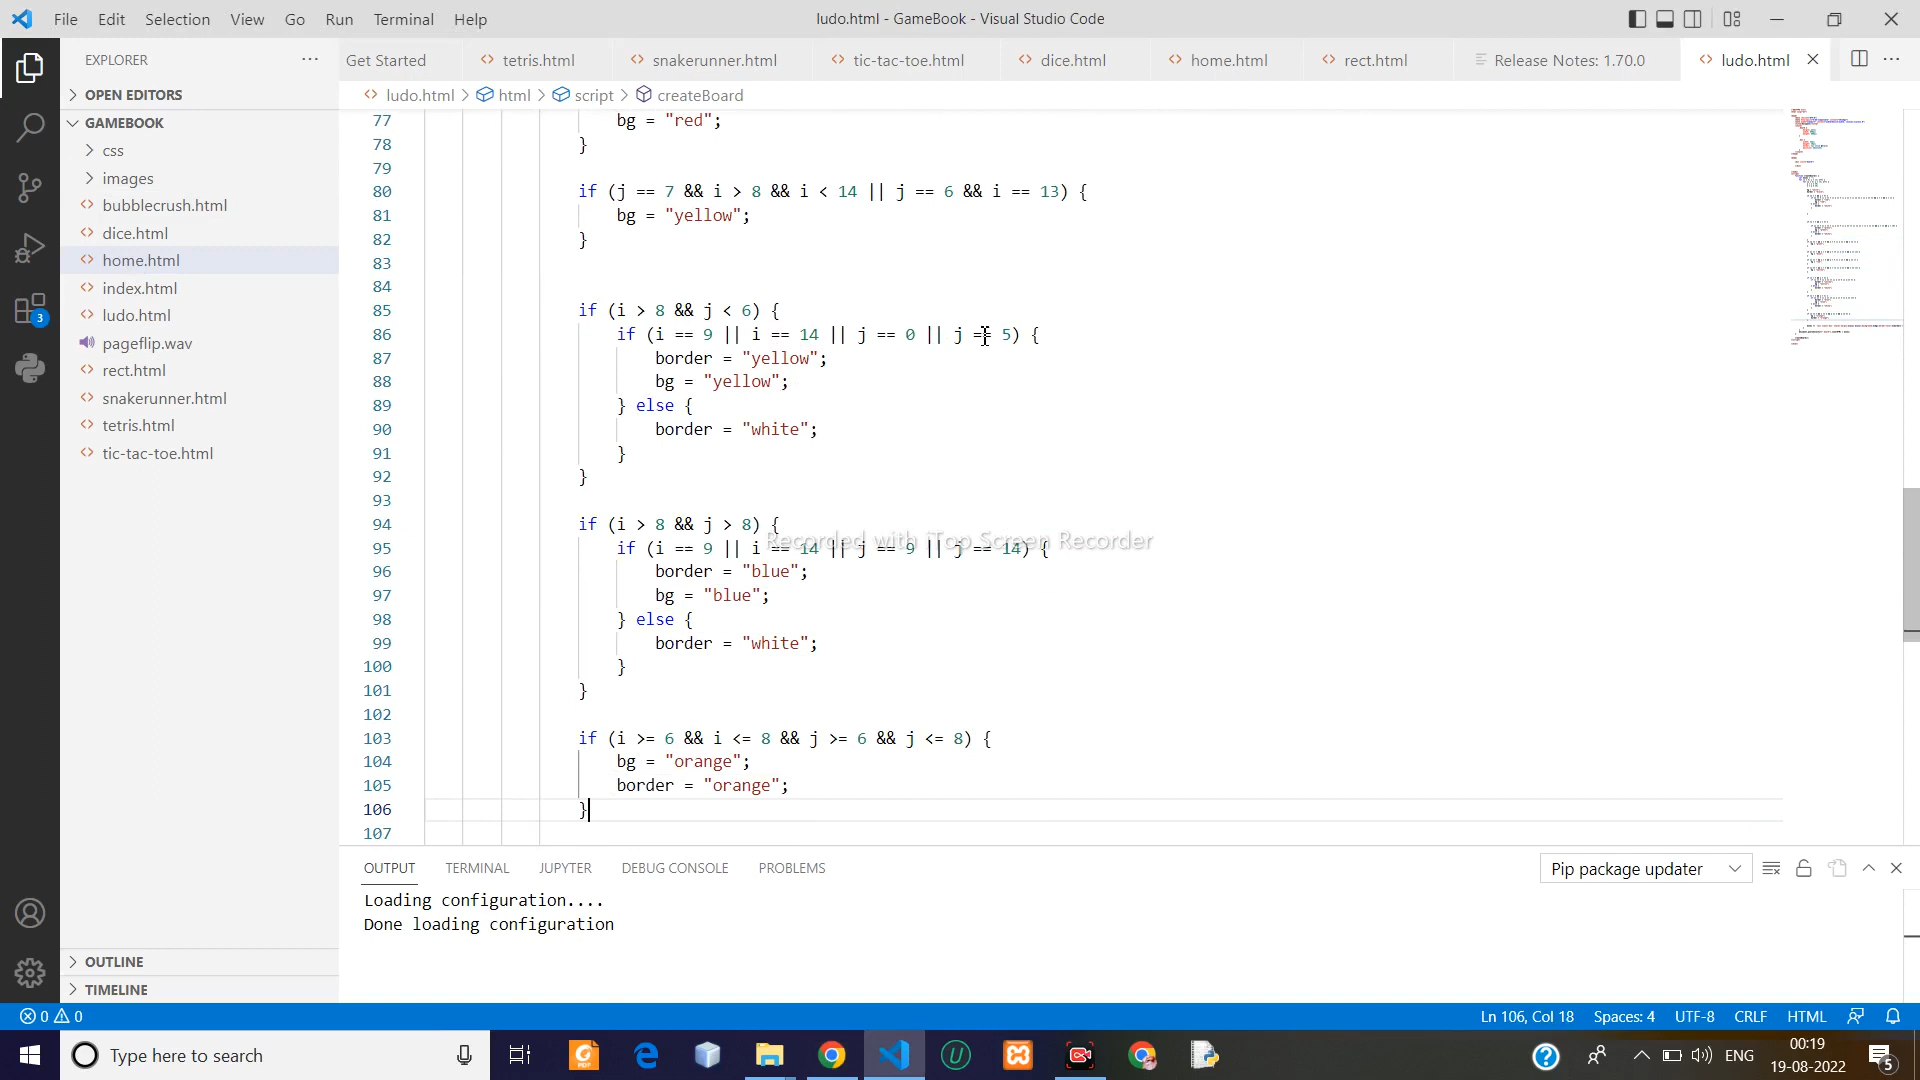 File Edit Selection View Go Run Terminal Help
ludo.html - GameBook - Visual Studio Code
EXPLORER
Get Started
tetris.html
snakerunner.html
tic-tac-toe.html
dice.html
home.html
rect.html
Release Notes: 1.70.0
ludo.html
OPEN EDITORS
ludo.html > html > script > createBoard
GAMEBOOK
css
images
bubblecrush.html
dice.html
home.html
index.html
ludo.html
pageflip.wav
rect.html
snakerunner.html
tetris.html
tic-tac-toe.html
3
OUTLINE
TIMELINE
77 bg = "red";
78 }
79
80 if (j == 7 && i > 8 && i < 14 || j == 6 && i == 13) {
81 bg = "yellow";
82 }
83
84
85 if (i > 8 && j < 6) {
86 if (i == 9 || i == 14 || j == 0 || j == 5) {
87 border = "yellow";
88 bg = "yellow";
89 } else {
90 border = "white";
91 }
92 }
93
94 if (i > 8 && j > 8) {
95 if (i == 9 || i == 14 || j == 9 || j == 14) {
96 border = "blue";
97 bg = "blue";
98 } else {
99 border = "white";
100 }
101 }
102
103 if (i >= 6 && i <= 8 && j >= 6 && j <= 8) {
104 bg = "orange";
105 border = "orange";
106 }
107
Recorded with iTop Screen Recorder
OUTPUT TERMINAL JUPYTER DEBUG CONSOLE PROBLEMS
Pip package updater
Loading configuration....
Done loading configuration
0 0
Ln 106, Col 18 Spaces: 4 UTF-8 CRLF HTML
Type here to search
ENG
00:19
19-08-2022
5